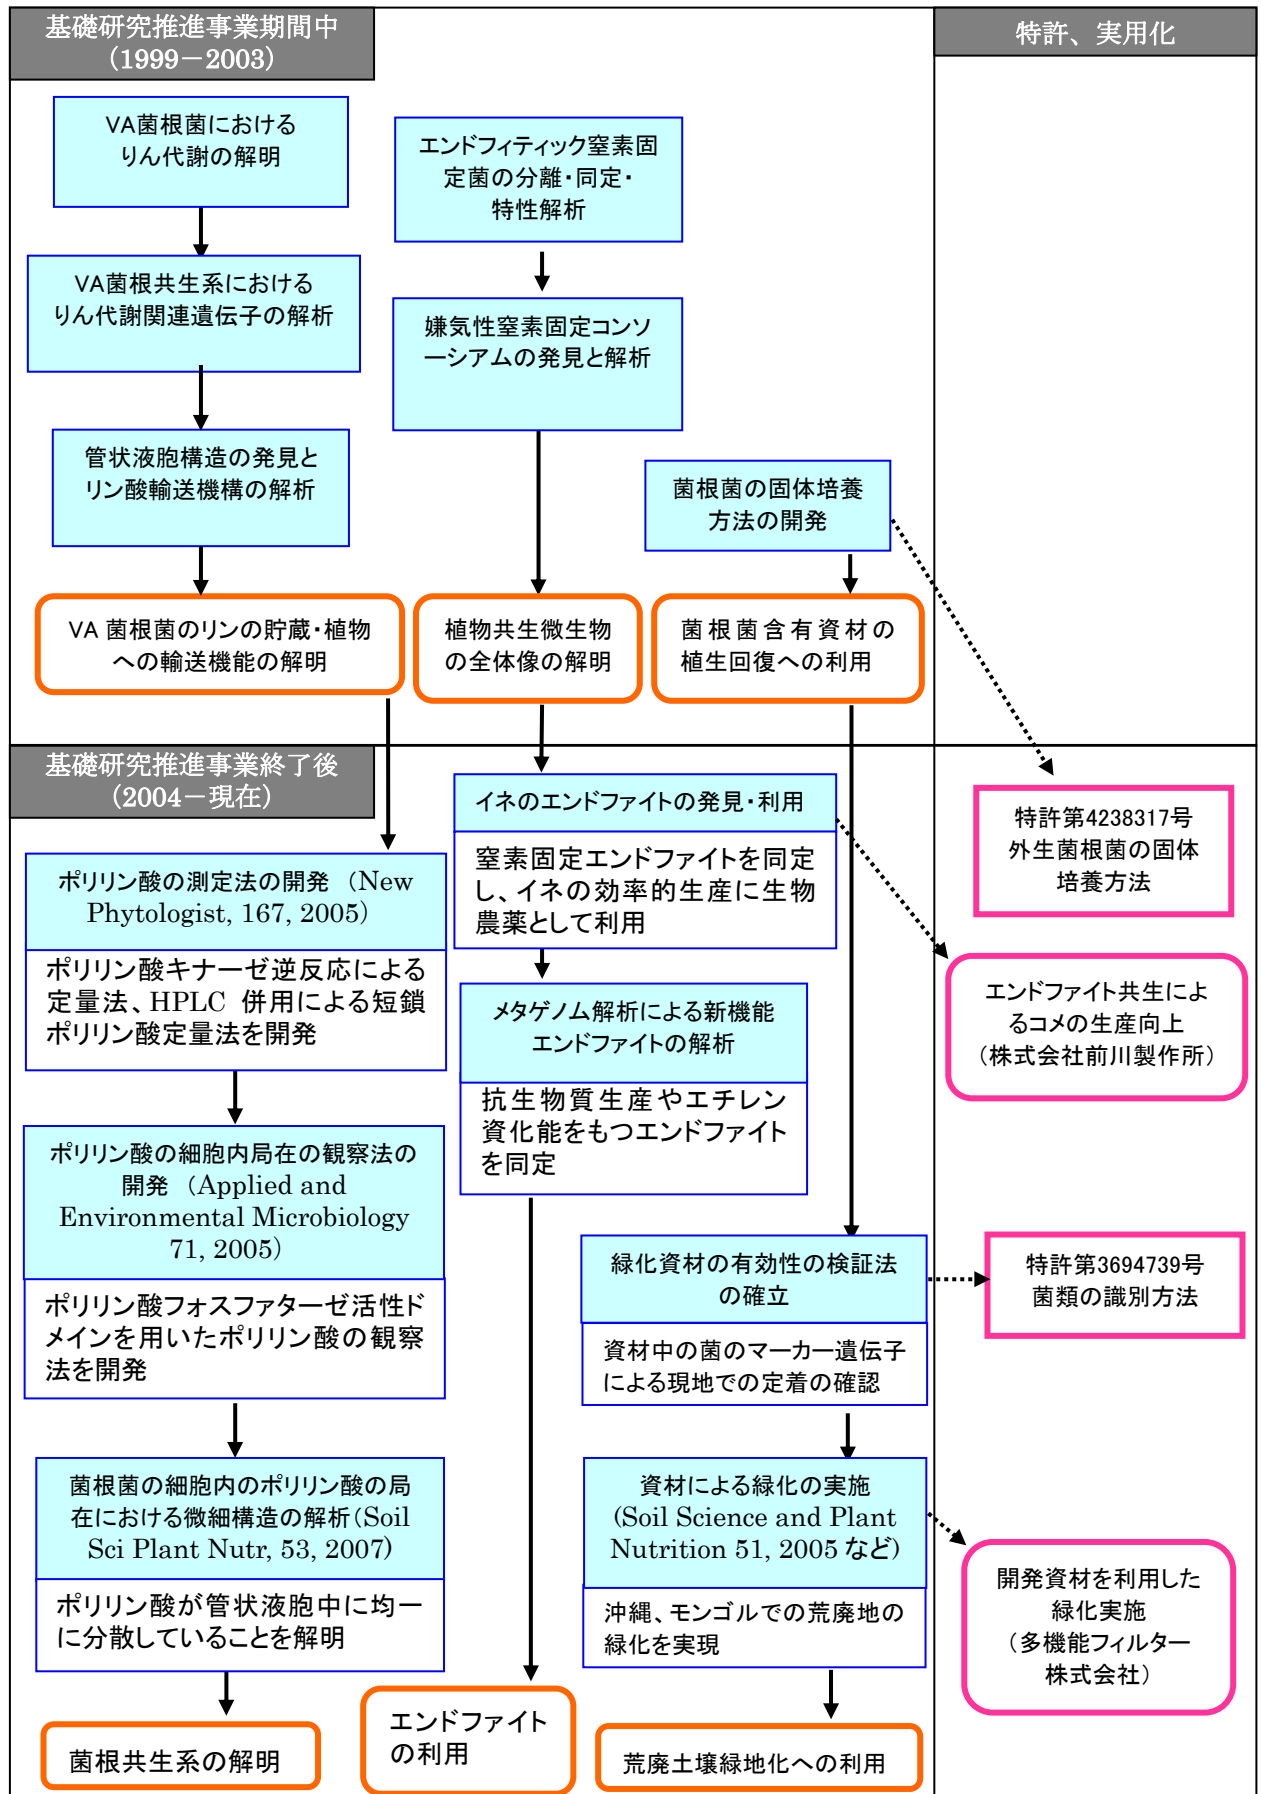 基礎研究推進事業期間中
（1999－2003）
特許、実用化
VA菌根菌における
りん代謝の解明
エンドフィティック窒素固
定菌の分離・同定・
特性解析
VA菌根共生系における
りん代謝関連遺伝子の解析
嫌気性窒素固定コンソ
ーシアムの発見と解析
管状液胞構造の発見と
リン酸輸送機構の解析
菌根菌の固体培養
方法の開発
VA 菌根菌のリンの貯蔵・植物
への輸送機能の解明
植物共生微生物
の全体像の解明
菌根菌含有資材の
植生回復への利用
基礎研究推進事業終了後
（2004－現在）
イネのエンドファイトの発見・利用
窒素固定エンドファイトを同定
し、イネの効率的生産に生物
農薬として利用
特許第4238317号
外生菌根菌の固体
培養方法
ポリリン酸の測定法の開発 （New
Phytologist, 167, 2005）
ポリリン酸キナーゼ逆反応による
定量法、HPLC 併用による短鎖
ポリリン酸定量法を開発
メタゲノム解析による新機能
エンドファイトの解析
抗生物質生産やエチレン
資化能をもつエンドファイト
を同定
エンドファイト共生によ
るコメの生産向上
（株式会社前川製作所）
ポリリン酸の細胞内局在の観察法の
開発 （Applied and
Environmental Microbiology
71, 2005）
ポリリン酸フォスファターゼ活性ド
メインを用いたポリリン酸の観察
法を開発
緑化資材の有効性の検証法
の確立
資材中の菌のマーカー遺伝子
による現地での定着の確認
特許第3694739号
菌類の識別方法
菌根菌の細胞内のポリリン酸の局
在における微細構造の解析（Soil
Sci Plant Nutr, 53, 2007）
ポリリン酸が管状液胞中に均一
に分散していることを解明
資材による緑化の実施
(Soil Science and Plant
Nutrition 51, 2005 など）
沖縄、モンゴルでの荒廃地の
緑化を実現
開発資材を利用した
緑化実施
（多機能フィルター
株式会社）
菌根共生系の解明
エンドファイト
の利用
荒廃土壌緑地化への利用